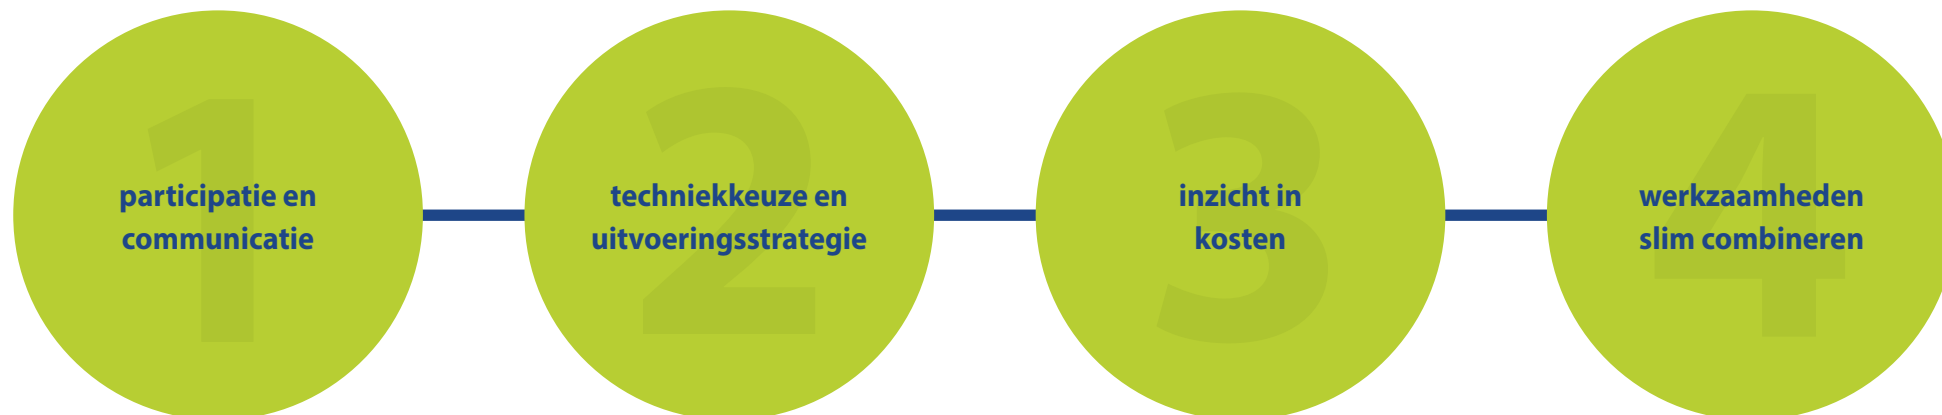 1
participatie en
communicatie
2
techniekkeuze en
uitvoeringsstrategie
3
inzicht in
kosten
4
werkzaamheden
slim combineren